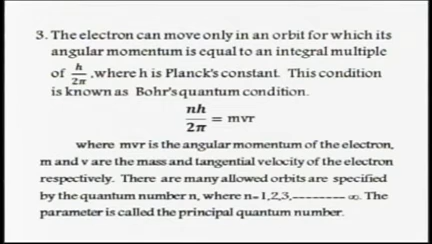 3. The electron can move only in an orbit for which its
angular momentum is equal to an integral multiple
of h/2π ,where h is Planck's constant. This condition
is known as Bohr's quantum condition.
nh/2π = mvr
where mvr is the angular momentum of the electron,
m and v are the mass and tangential velocity of the electron
respectively. There are many allowed orbits are specified
by the quantum number n, where n=1,2,3,-------- ∞. The
parameter is called the principal quantum number.